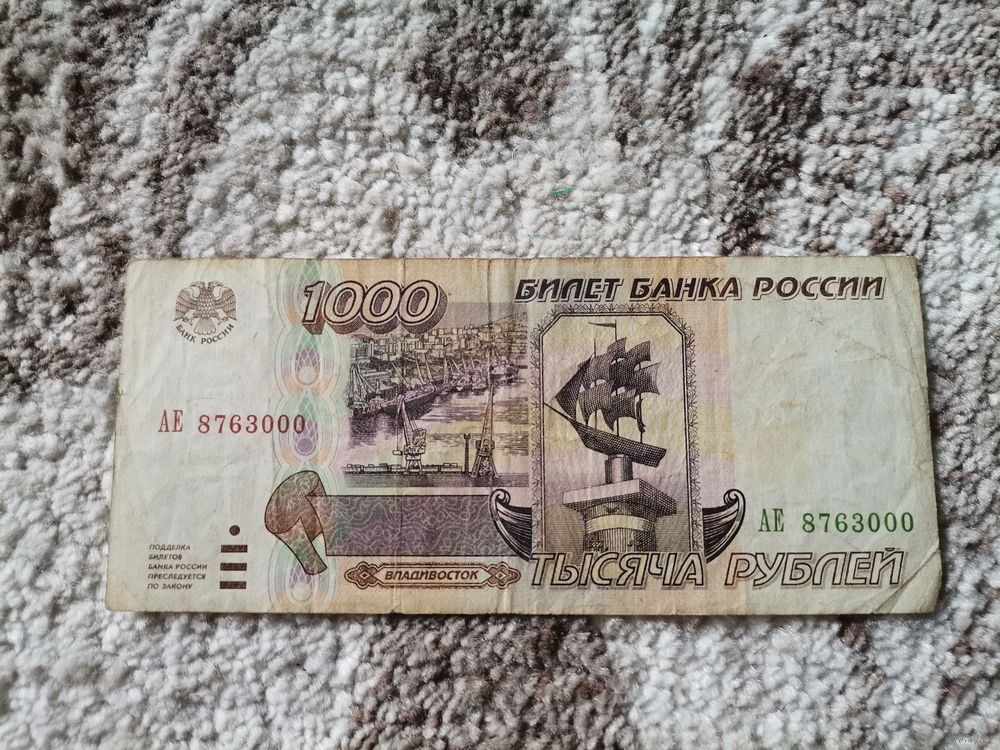 1000
БИЛЕТ БАНКА РОССИИ
БАНК РОССИИ
АЕ 8763000
АЕ 8763000
ПОДДЕЛКА
БИЛЕТОВ
БАНКА РОССИИ
ПРЕСЛЕДУЕТСЯ
ПО ЗАКОНУ
ВЛАДИВОСТОК
ТЫСЯЧА РУБЛЕЙ